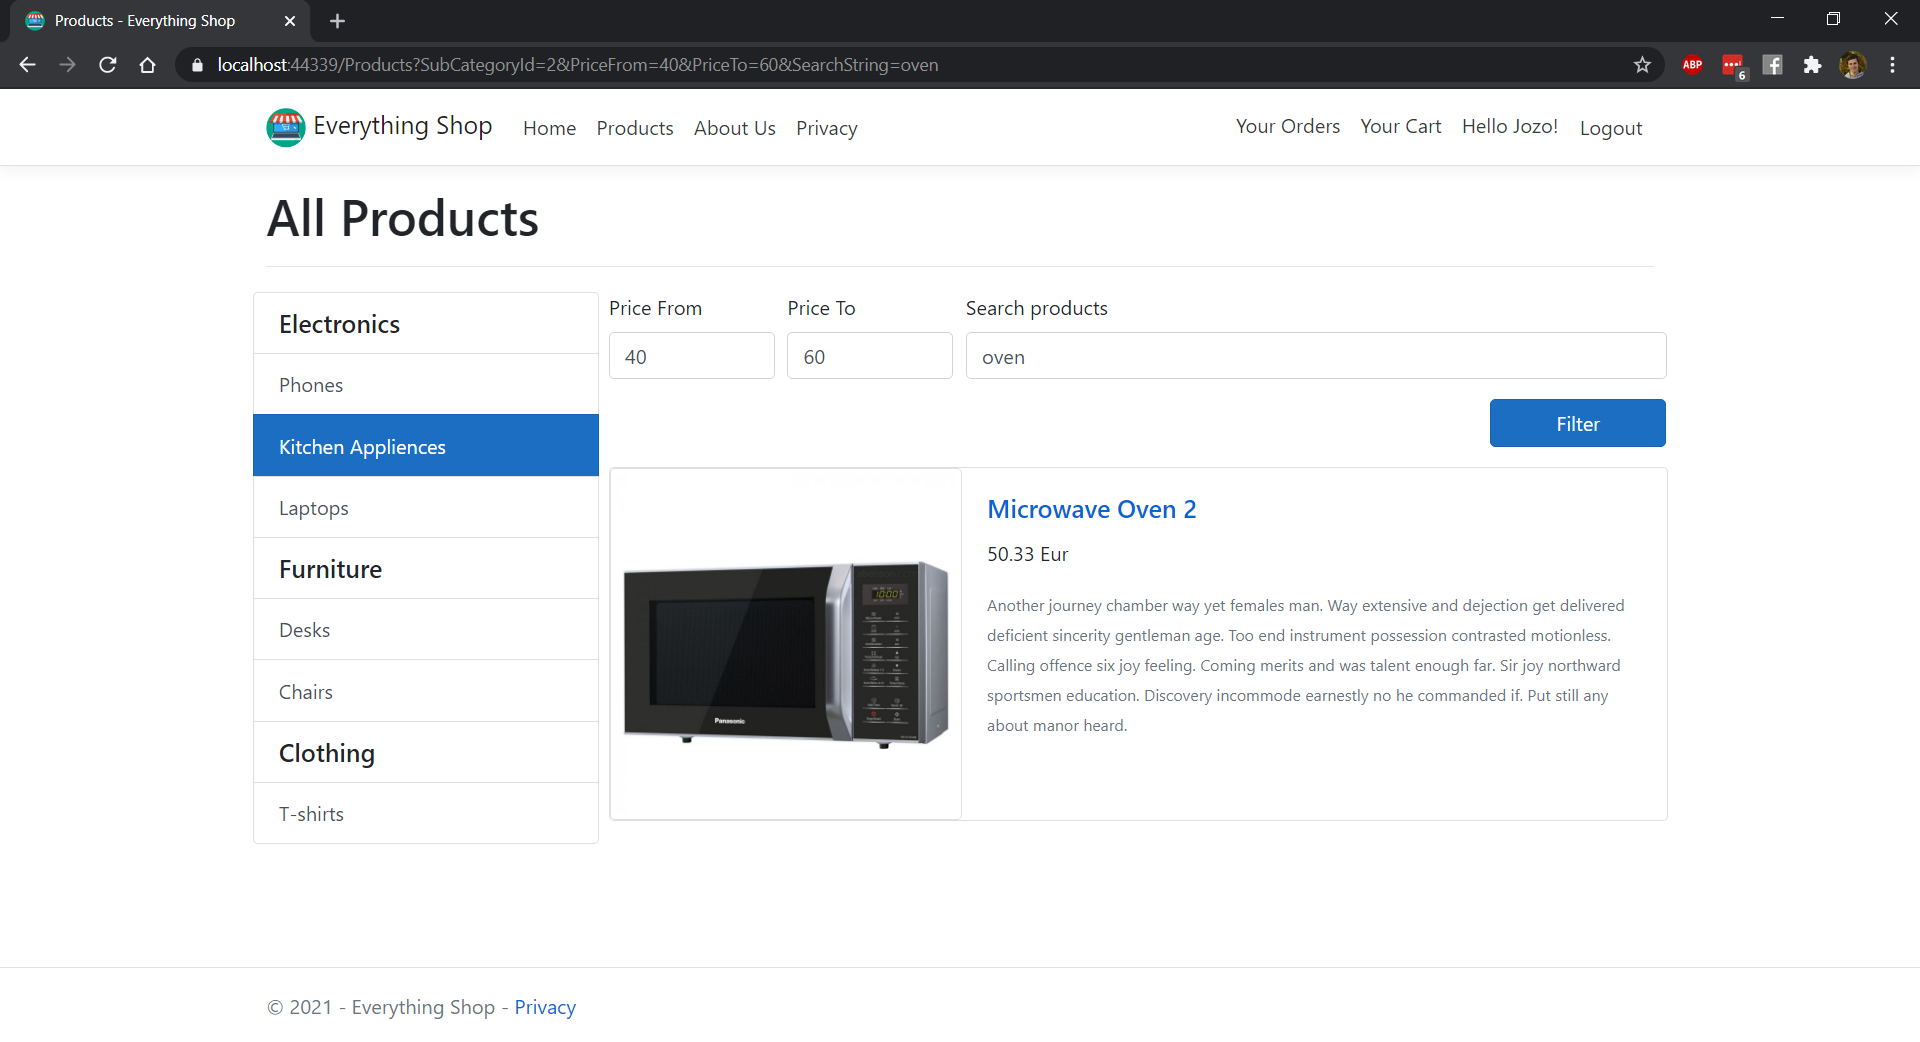 Products - Everything Shop
localhost:44339/Products?SubCategoryId=2&PriceFrom=40&PriceTo=60&SearchString=oven
ABP
6
Everything Shop
Home Products About Us Privacy
Your Orders Your Cart Hello Jozo! Logout
All Products
Electronics
Phones
Kitchen Appliences
Laptops
Furniture
Desks
Chairs
Clothing
T-shirts
Price From Price To Search products
40 60 oven
Filter
1000
Panasonic
Microwave Oven 2
50.33 Eur
Another journey chamber way yet females man. Way extensive and dejection get delivered
deficient sincerity gentleman age. Too end instrument possession contrasted motionless.
Calling offence six joy feeling. Coming merits and was talent enough far. Sir joy northward
sportsmen education. Discovery incommode earnestly no he commanded if. Put still any
about manor heard.
© 2021 - Everything Shop - Privacy